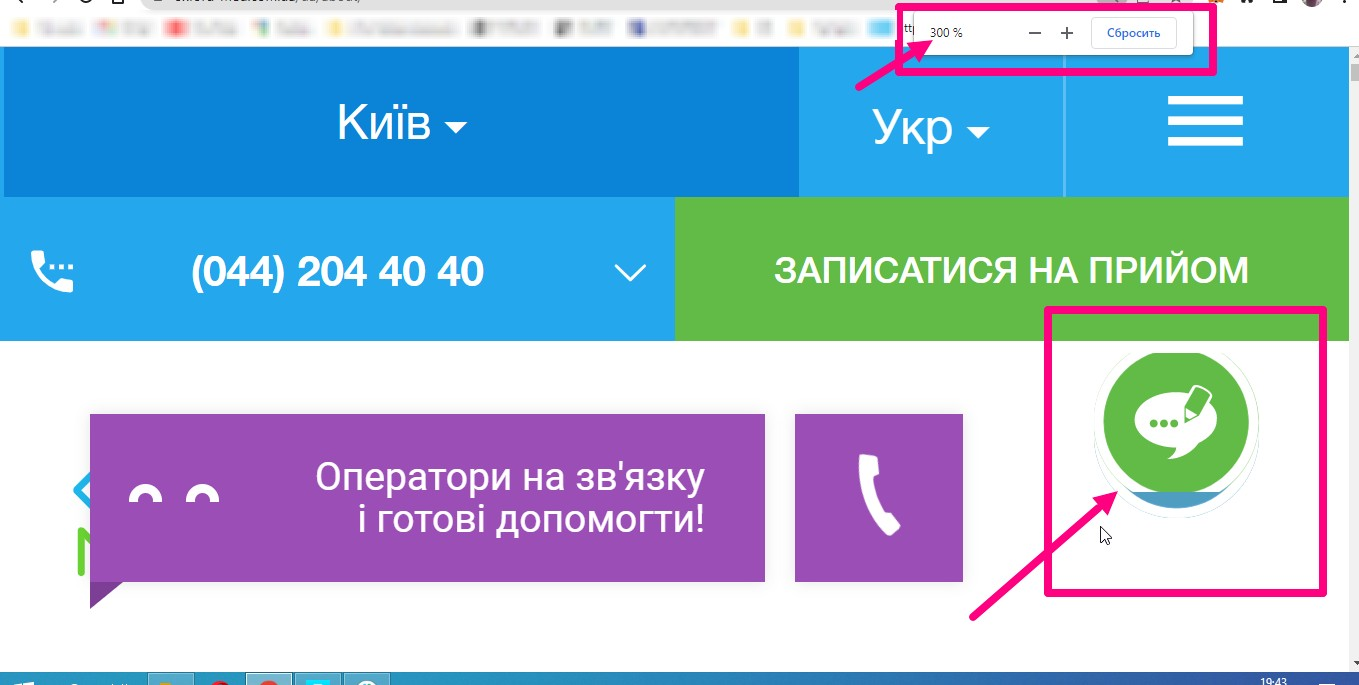 300 %
Сбросить
Київ
Укр
(044) 204 40 40
ЗАПИСАТИСЯ НА ПРИЙОМ
Оператори на зв'язку
і готові допомогти!
19:43